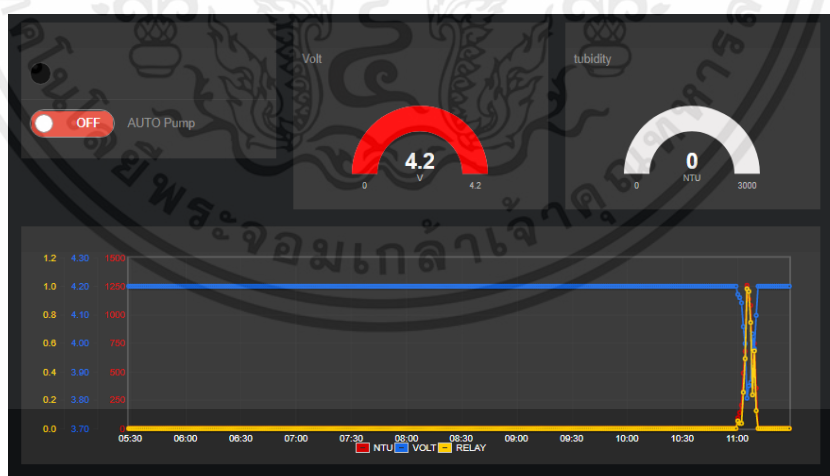 Volt
tubidity
OFF AUTO Pump
4.2
V
0 4.2
0
NTU
0 3000
1.2 4.30 1500
1.0 4.20 1250
0.8 4.10 1000
0.6 4.00 750
0.4 3.90 500
0.2 3.80 250
0.0 3.70 0
05:30 06:00 06:30 07:00 07:30 08:00 08:30 09:00 09:30 10:00 10:30 11:00
NTU VOLT RELAY